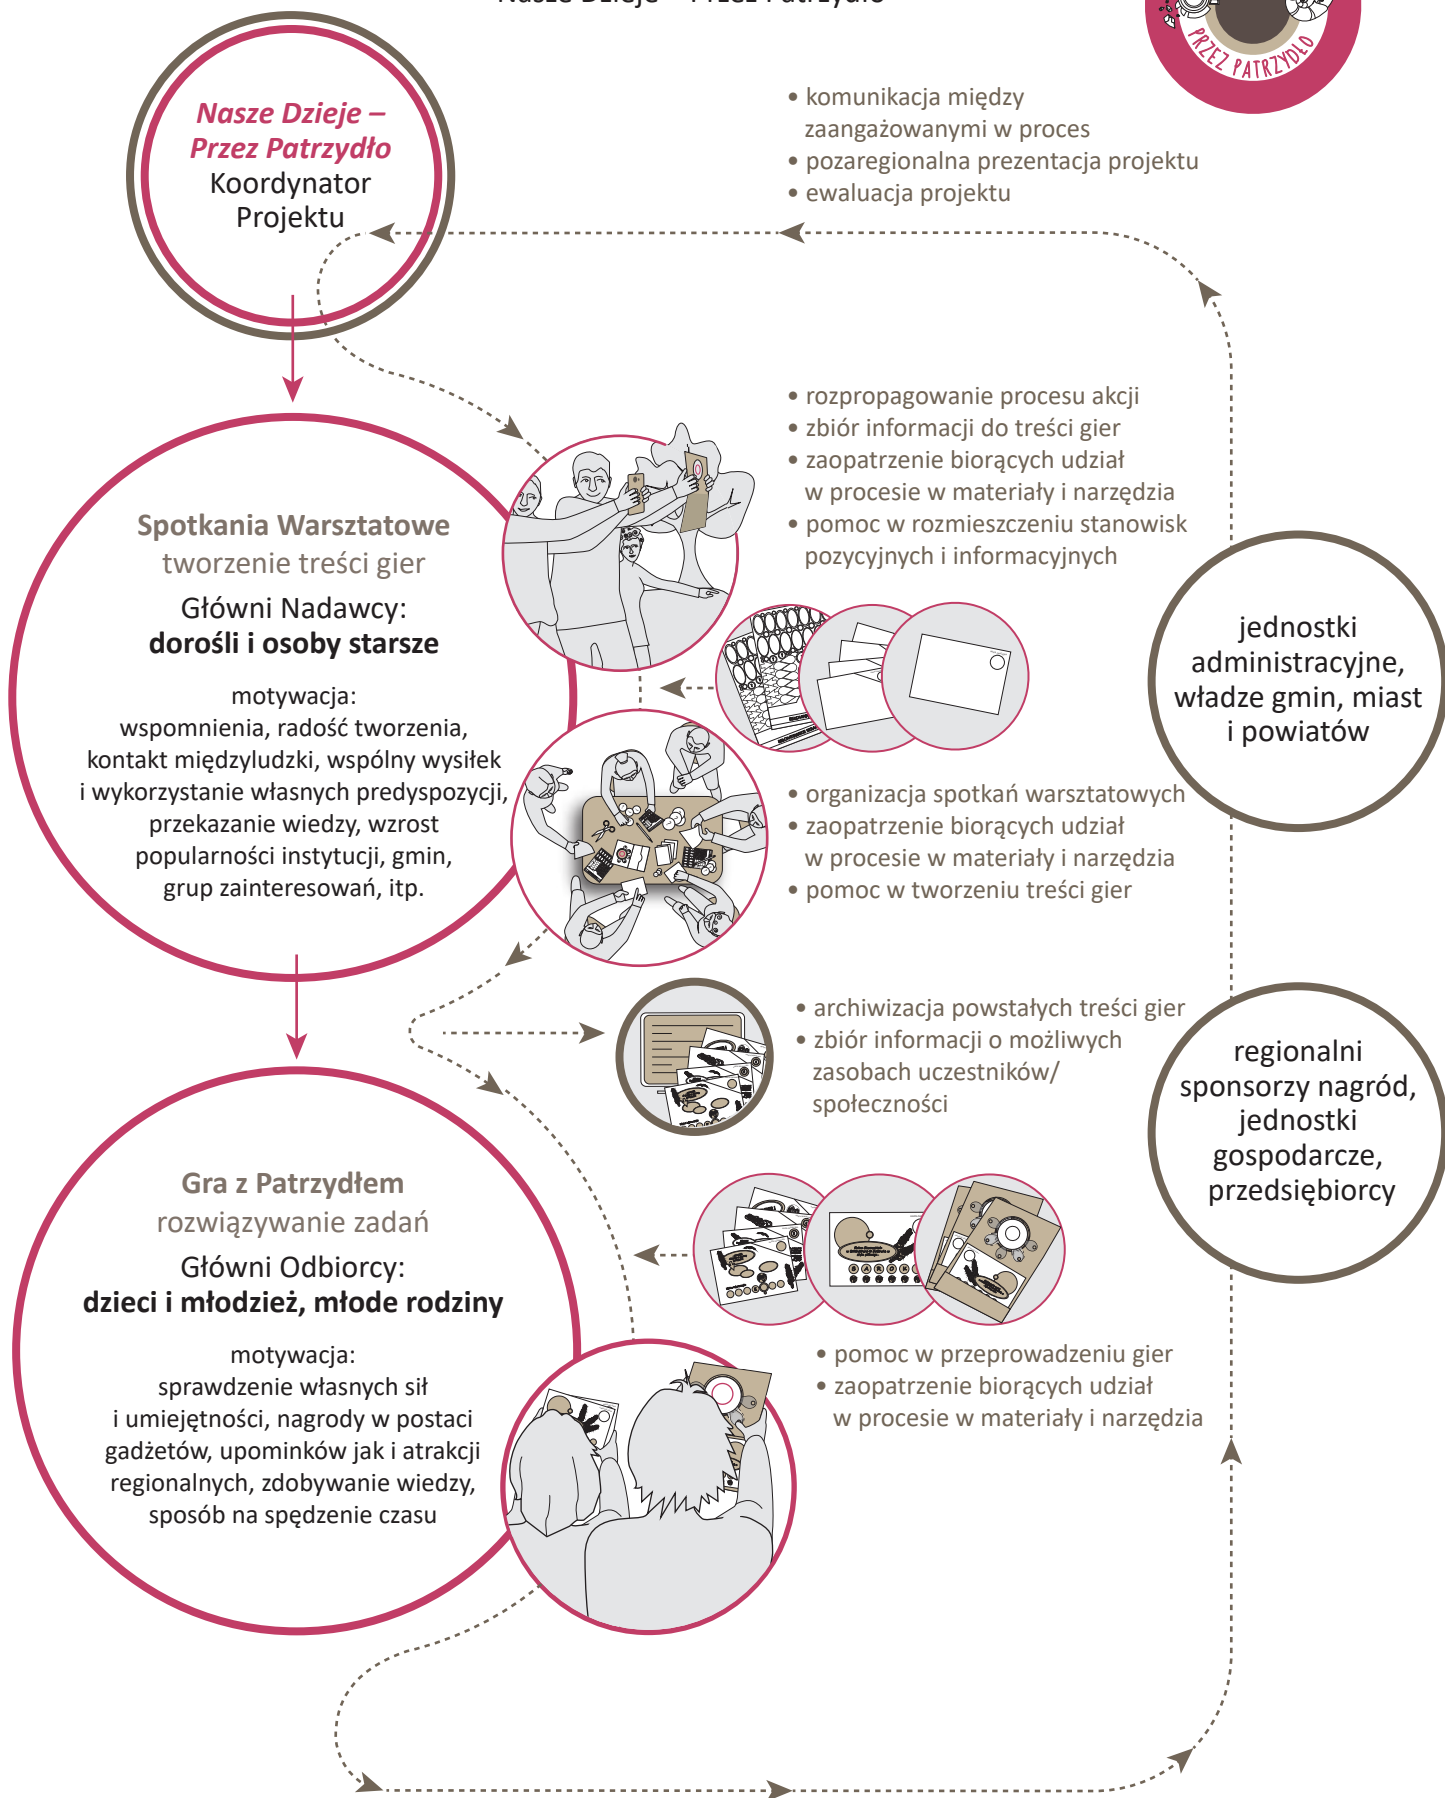 Nasze Dzieje – Przez Patrzydło
PRZEZ PATRZYDŁO
Nasze Dzieje –
Przez Patrzydło
Koordynator
Projektu
• komunikacja między
zaangażowanymi w proces
• pozaregionalna prezentacja projektu
• ewaluacja projektu
• rozpropagowanie procesu akcji
• zbiór informacji do treści gier
• zaopatrzenie biorących udział
w procesie w materiały i narzędzia
• pomoc w rozmieszczeniu stanowisk
pozycyjnych i informacyjnych
Spotkania Warsztatowe
tworzenie treści gier
Główni Nadawcy:
dorośli i osoby starsze
motywacja:
wspomnienia, radość tworzenia,
kontakt międzyludzki, wspólny wysiłek
i wykorzystanie własnych predyspozycji,
przekazanie wiedzy, wzrost
popularności instytucji, gmin,
grup zainteresowań, itp.
jednostki
administracyjne,
władze gmin, miast
i powiatów
• organizacja spotkań warsztatowych
• zaopatrzenie biorących udział
w procesie w materiały i narzędzia
• pomoc w tworzeniu treści gier
• archiwizacja powstałych treści gier
• zbiór informacji o możliwych
zasobach uczestników/
społeczności
regionalni
sponsorzy nagród,
jednostki
gospodarcze,
przedsiębiorcy
Gra z Patrzydłem
rozwiązywanie zadań
Główni Odbiorcy:
dzieci i młodzież, młode rodziny
motywacja:
sprawdzenie własnych sił
i umiejętności, nagrody w postaci
gadżetów, upominków jak i atrakcji
regionalnych, zdobywanie wiedzy,
sposób na spędzenie czasu
• pomoc w przeprowadzeniu gier
• zaopatrzenie biorących udział
w procesie w materiały i narzędzia